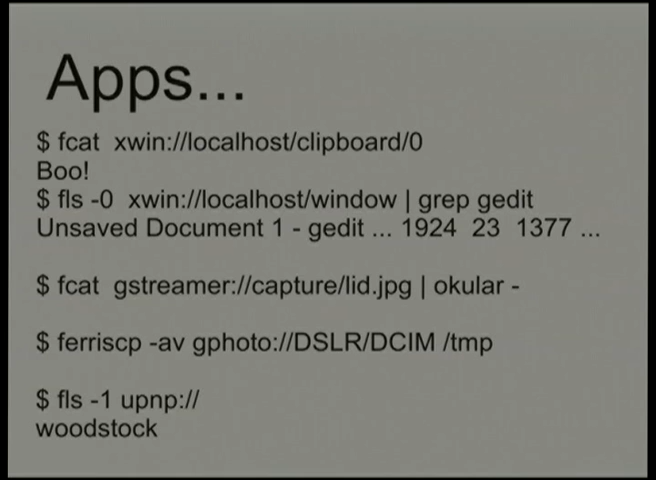 Apps...
$ fcat  xwin://localhost/clipboard/0
Boo!
$ fls -0  xwin://localhost/window | grep gedit
Unsaved Document 1 - gedit ... 1924  23  1377 ...
$ fcat  gstreamer://capture/lid.jpg | okular -
$ ferriscp -av gphoto://DSLR/DCIM /tmp
$ fls -1 upnp://
woodstock